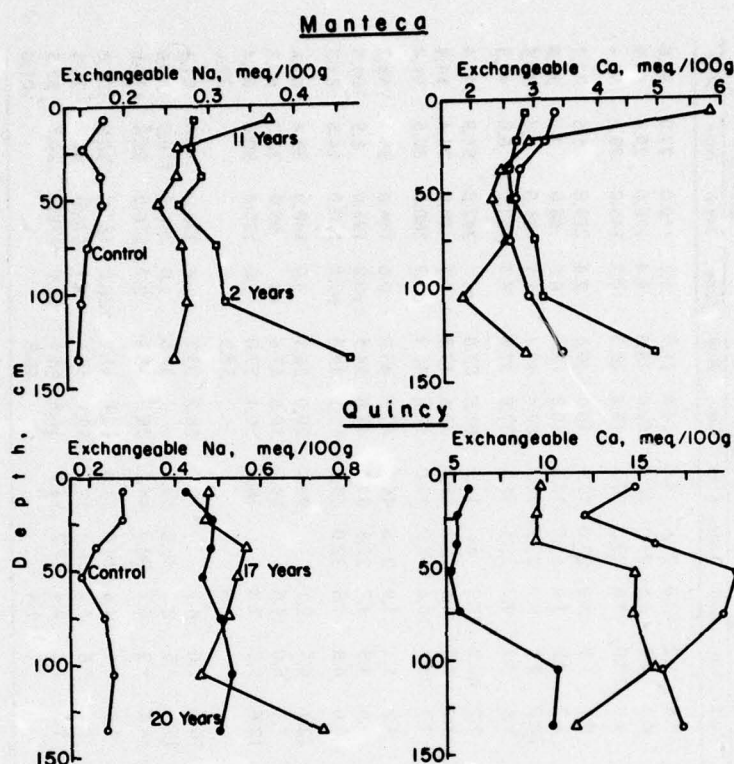 Manteca
Exchangeable Na, meq/100g
0.2 0.3 0.4
0
50
100
150
11 Years
Control
2 Years
Exchangeable Ca, meq/100g
2 3 4 5 6
0
50
100
150
Depth, cm
Quincy
Exchangeable Na, meq/100g
0.2 0.4 0.6 0.8
0
50
100
150
Control
17 Years
20 Years
Exchangeable Ca, meq/100g
5 10 15
0
50
100
150